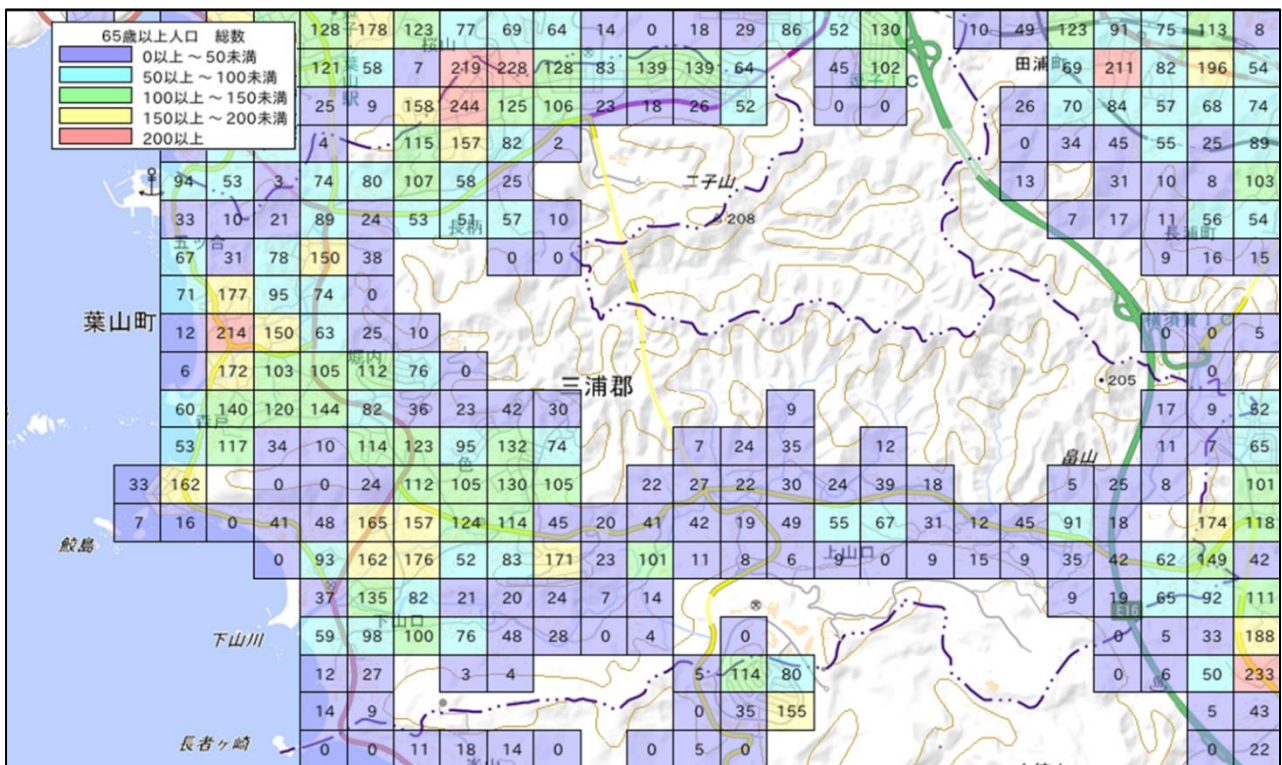 65歳以上人口 総数
0以上～50未満
50以上～100未満
100以上～150未満
150以上～200未満
200以上
128 178 123 77 69 64 14 0 18 29 86 52 130 10 49 123 91 75 113 8
桜山
葉山
121 58 7 219 228 128 83 139 139 64 45 102 田浦町 69 211 82 196 54
駅
25 9 158 244 125 106 23 18 26 52 0 0 26 70 84 57 68 74
4 115 157 82 2 0 34 45 55 25 89
94 53 3 74 80 107 58 25 二子山 13 31 10 8 103
33 10 21 89 24 53 51 57 10 208 7 17 11 56 54
長柄
長浦町
五ッ合
67 31 78 150 38 0 0 9 16 15
71 177 95 74 0
葉山町
横須賀IC
12 214 150 63 25 10 0 0 5
堀内
6 172 103 105 112 76 0 三浦郡 205 0
60 140 120 144 82 36 23 42 30 9 17 9 82
森戸
53 117 34 10 114 123 95 132 74 7 24 35 12 畠山 11 7 65
一色
33 162 0 0 24 112 105 130 105 22 27 22 30 24 39 18 5 25 8 101
7 16 0 41 48 165 157 124 114 45 20 41 42 19 49 55 67 31 12 45 91 18 174 118
鮫島
上山口
0 93 162 176 52 83 171 23 101 11 8 6 9 0 9 15 9 35 42 62 149 42
37 135 82 21 20 24 7 14 9 19 65 92 111
E16
下山口
下山川 59 98 100 76 48 28 0 4 0 0 5 33 188
12 27 3 4 5 114 80 0 6 50 233
14 9 0 35 155 5 43
長者ヶ崎 0 0 11 18 14 0 0 5 0 0 22